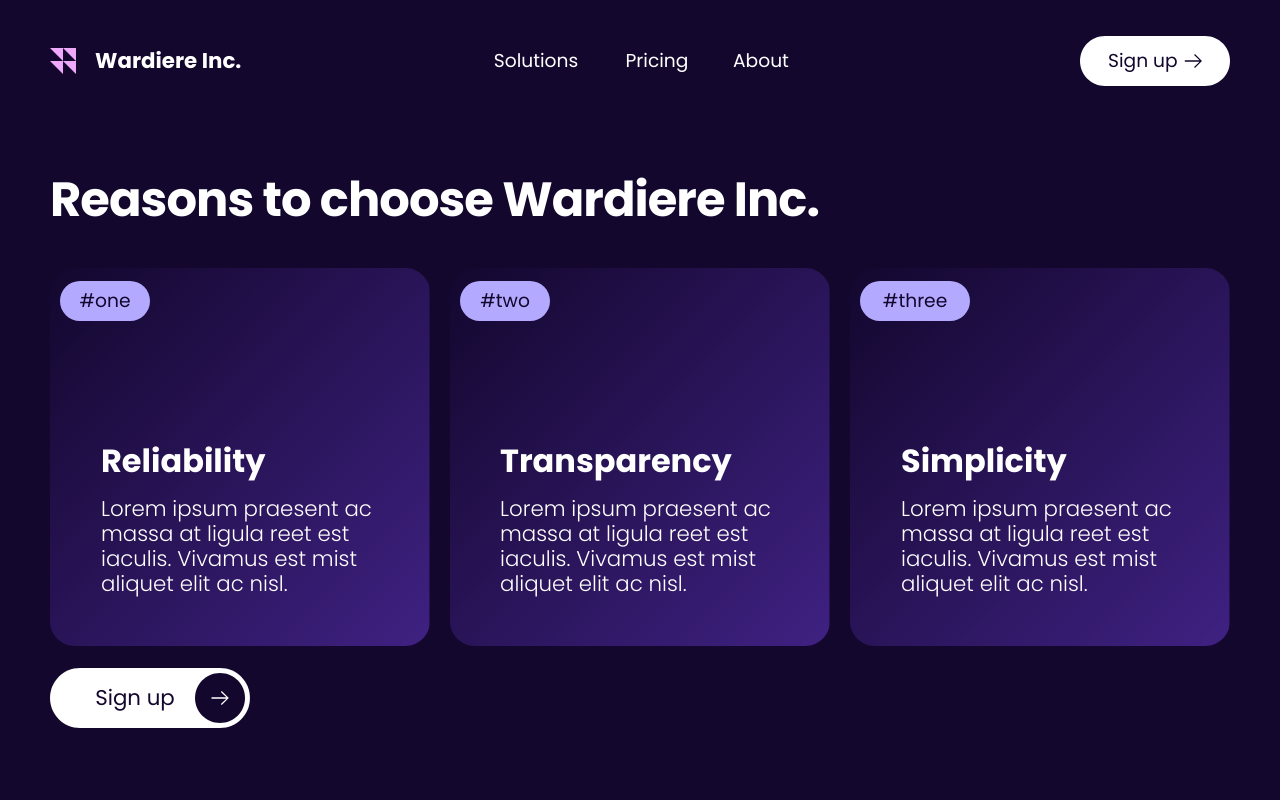 Wardiere Inc.
Solutions
Pricing
About
Sign up
Reasons to choose Wardiere Inc.
#one
Reliability
Lorem ipsum praesent ac
massa at ligula reet est
iaculis. Vivamus est mist
aliquet elit ac nisl.
#two
Transparency
Lorem ipsum praesent ac
massa at ligula reet est
iaculis. Vivamus est mist
aliquet elit ac nisl.
#three
Simplicity
Lorem ipsum praesent ac
massa at ligula reet est
iaculis. Vivamus est mist
aliquet elit ac nisl.
Sign up